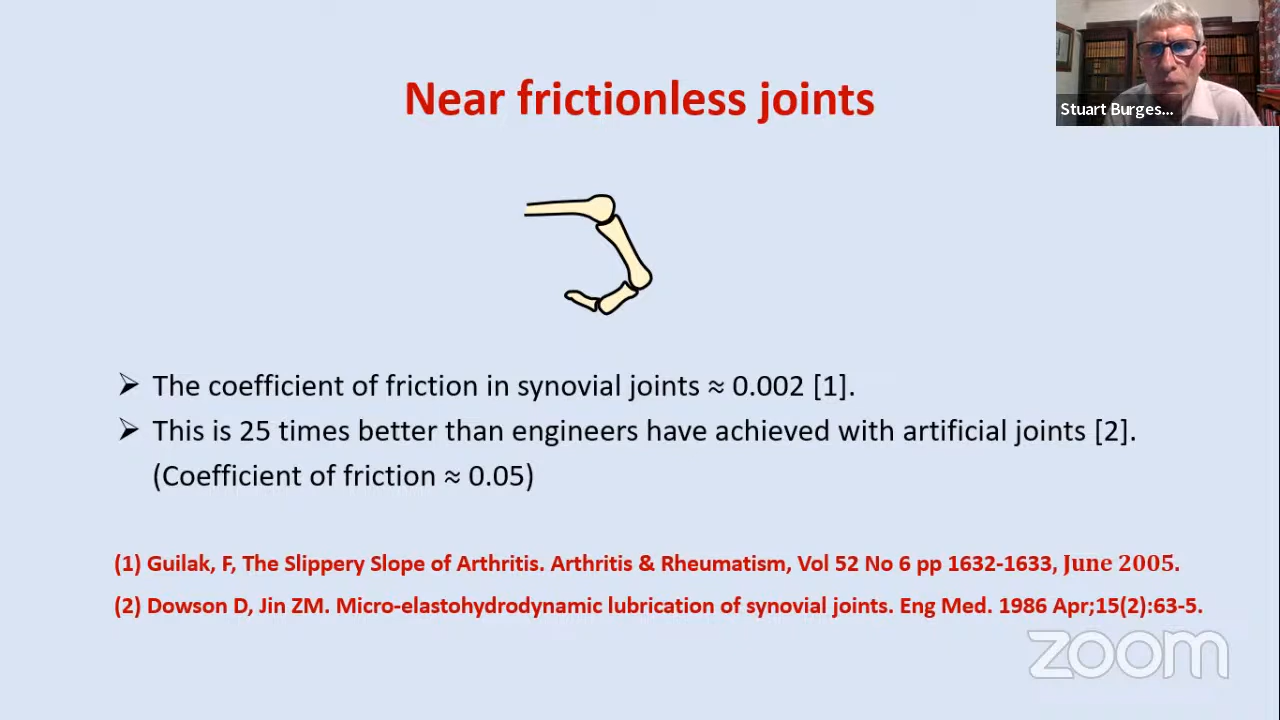 Near frictionless joints
Stuart Burges...
➢ The coefficient of friction in synovial joints ≈ 0.002 [1].
➢ This is 25 times better than engineers have achieved with artificial joints [2].
(Coefficient of friction ≈ 0.05)
(1) Guilak, F, The Slippery Slope of Arthritis. Arthritis & Rheumatism, Vol 52 No 6 pp 1632-1633, June 2005.
(2) Dowson D, Jin ZM. Micro-elastohydrodynamic lubrication of synovial joints. Eng Med. 1986 Apr;15(2):63-5.
zoom